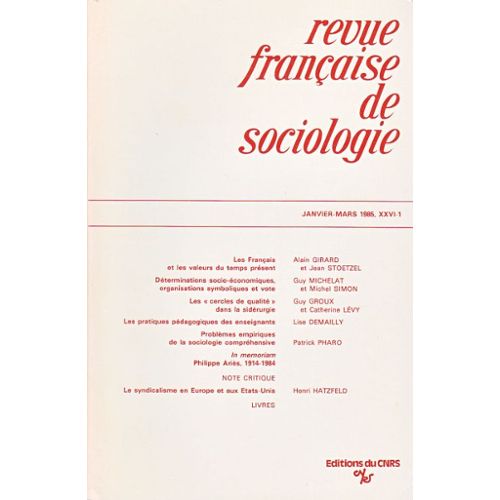 revue
française
de
sociologie
JANVIER-MARS 1985, XXVI-1
Les Français Alain GIRARD
et les valeurs du temps présent et Jean STOETZEL
Déterminations socio-économiques, Guy MICHELAT
organisations symboliques et vote et Michel SIMON
Les « cercles de qualité » Guy GROUX
dans la sidérurgie et Catherine LÉVY
Les pratiques pédagogiques des enseignants Lise DEMAILLY
Problèmes empiriques
de la sociologie compréhensive Patrick PHARO
In memoriam
Philippe Ariès, 1914-1984
NOTE CRITIQUE
Le syndicalisme en Europe et aux Etats-Unis Henri HATZFELD
LIVRES
Editions du CNRS